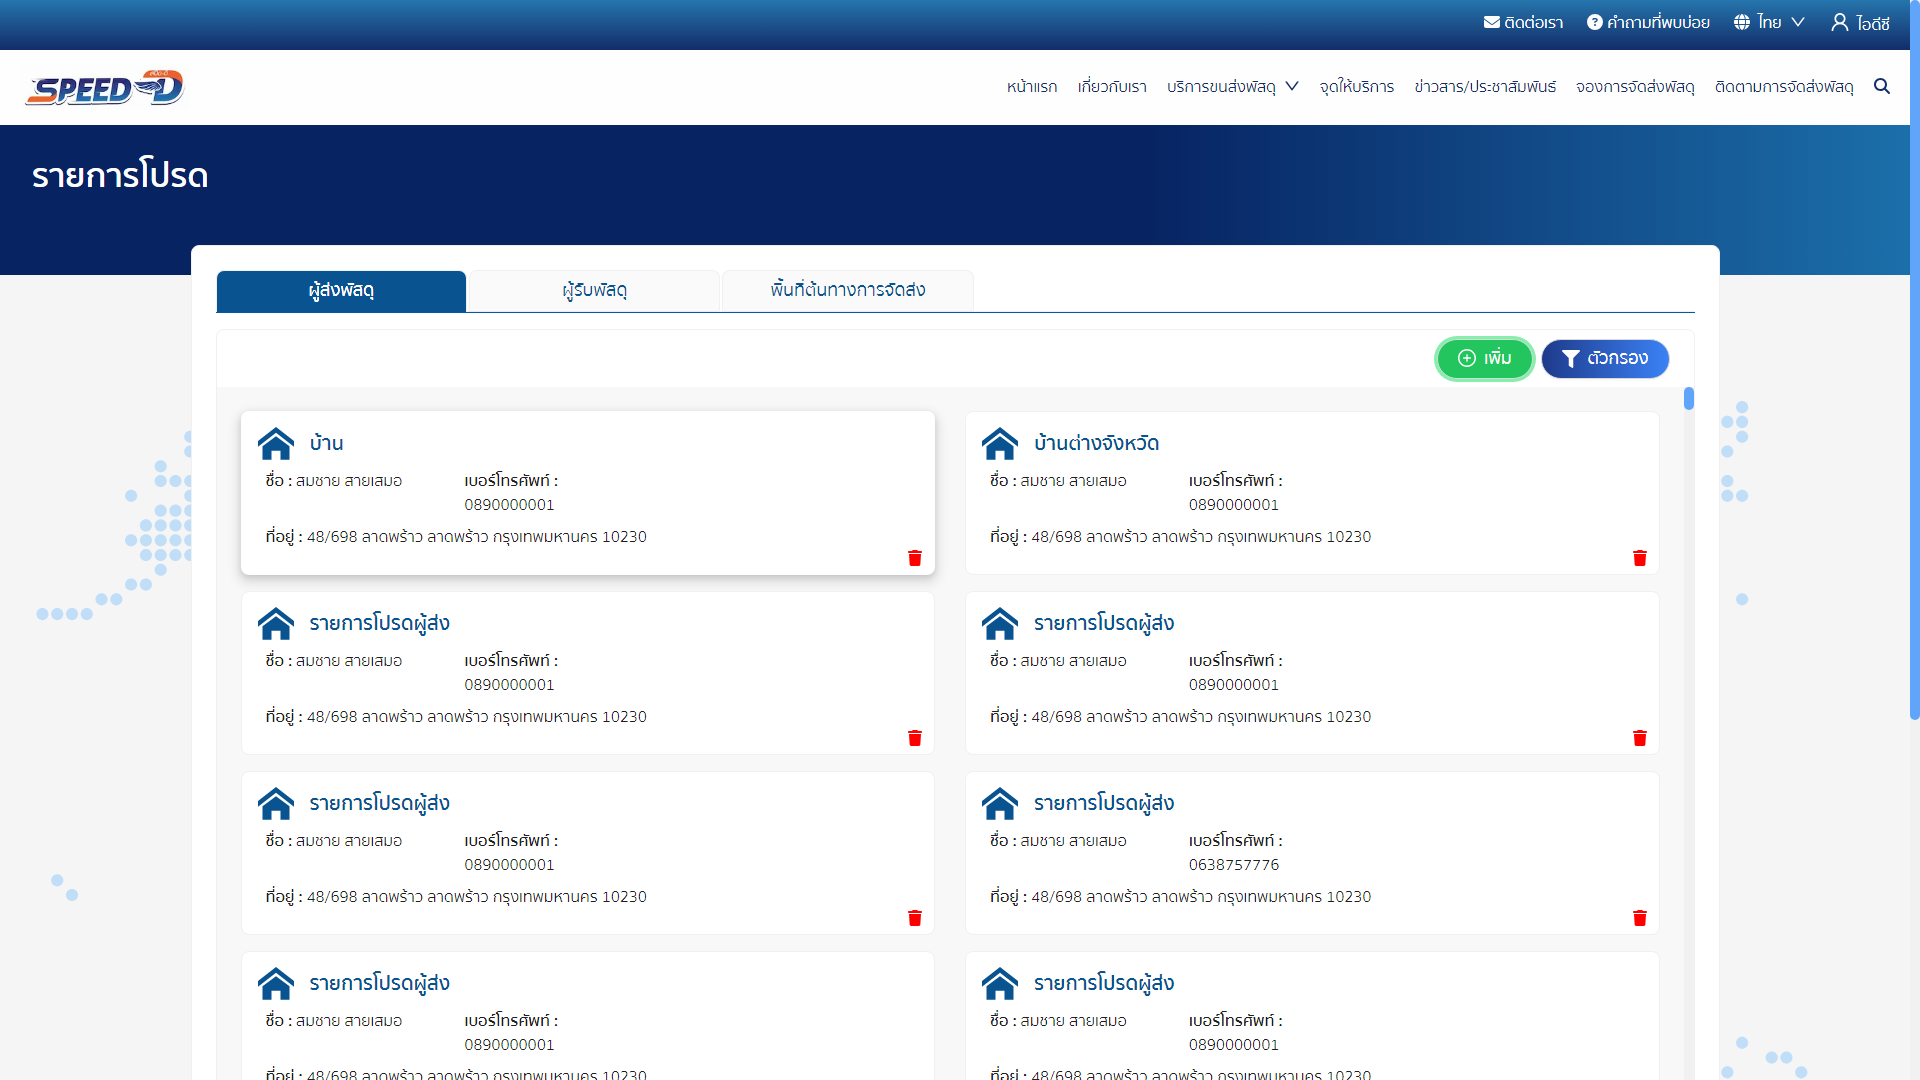 ติดต่อเรา คำถามที่พบบ่อย ไทย ไอดีซี
SPEED-D
หน้าแรก เกี่ยวกับเรา บริการขนส่งพัสดุ จุดให้บริการ ข่าวสาร/ประชาสัมพันธ์ จองการจัดส่งพัสดุ ติดตามการจัดส่งพัสดุ
รายการโปรด
ผู้ส่งพัสดุ ผู้รับพัสดุ พื้นที่ต้นทางการจัดส่ง
เพิ่ม ตัวกรอง
บ้าน
ชื่อ : สมชาย สายเสมอ เบอร์โทรศัพท์ :
0890000001
ที่อยู่ : 48/698 ลาดพร้าว ลาดพร้าว กรุงเทพมหานคร 10230
บ้านต่างจังหวัด
ชื่อ : สมชาย สายเสมอ เบอร์โทรศัพท์ :
0890000001
ที่อยู่ : 48/698 ลาดพร้าว ลาดพร้าว กรุงเทพมหานคร 10230
รายการโปรดผู้ส่ง
ชื่อ : สมชาย สายเสมอ เบอร์โทรศัพท์ :
0890000001
ที่อยู่ : 48/698 ลาดพร้าว ลาดพร้าว กรุงเทพมหานคร 10230
รายการโปรดผู้ส่ง
ชื่อ : สมชาย สายเสมอ เบอร์โทรศัพท์ :
0890000001
ที่อยู่ : 48/698 ลาดพร้าว ลาดพร้าว กรุงเทพมหานคร 10230
รายการโปรดผู้ส่ง
ชื่อ : สมชาย สายเสมอ เบอร์โทรศัพท์ :
0890000001
ที่อยู่ : 48/698 ลาดพร้าว ลาดพร้าว กรุงเทพมหานคร 10230
รายการโปรดผู้ส่ง
ชื่อ : สมชาย สายเสมอ เบอร์โทรศัพท์ :
0638757776
ที่อยู่ : 48/698 ลาดพร้าว ลาดพร้าว กรุงเทพมหานคร 10230
รายการโปรดผู้ส่ง
ชื่อ : สมชาย สายเสมอ เบอร์โทรศัพท์ :
0890000001
ที่อยู่ : 48/698 ลาดพร้าว ลาดพร้าว กรุงเทพมหานคร 10230
รายการโปรดผู้ส่ง
ชื่อ : สมชาย สายเสมอ เบอร์โทรศัพท์ :
0890000001
ที่อยู่ : 48/698 ลาดพร้าว ลาดพร้าว กรุงเทพมหานคร 10230